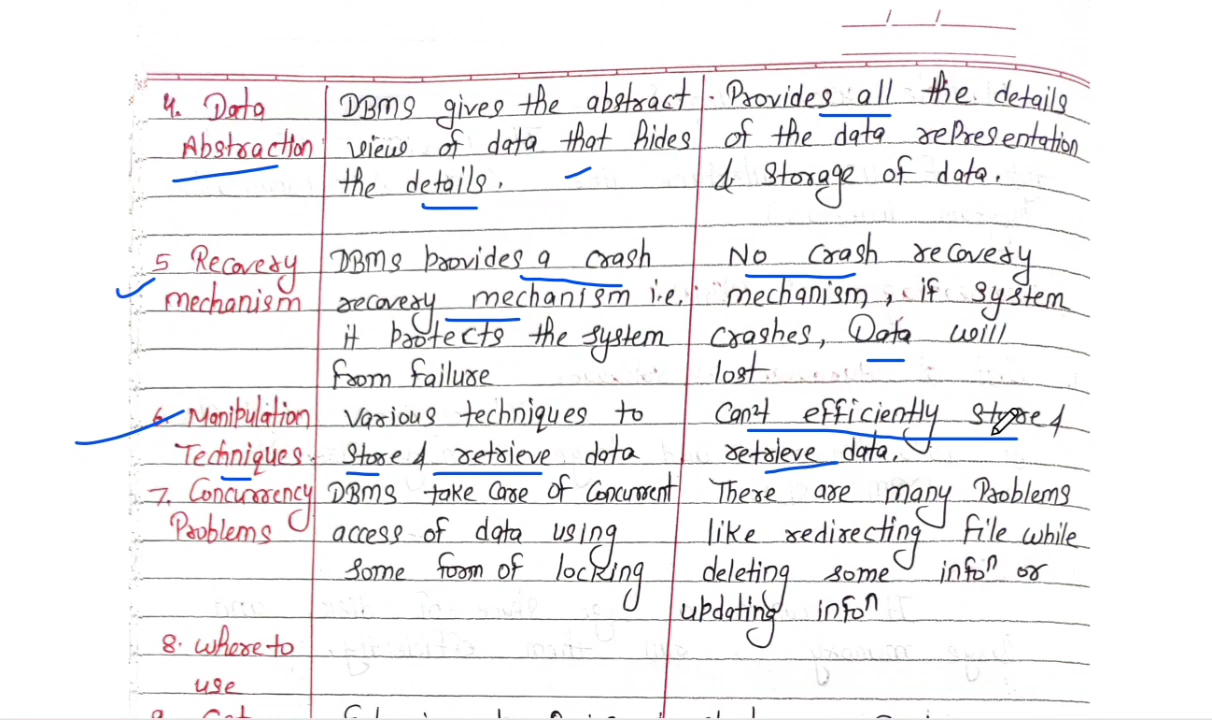 4. Data Abstraction
DBMS gives the abstract
view of data that hides
the details.
. Provides all the details
of the data representation
& storage of data.
5 Recovery mechanism
DBMS provides a crash
recovery mechanism i.e.
it protects the system
from failure
No crash recovery
mechanism, if system
crashes, Data will
lost
6. Manipulation Techniques.
Various techniques to
store & retrieve data
Can't efficiently store &
retrieve data.
7. Concurrency Problems
DBMS take care of Concurrent
access of data using
some form of locking
There are many Problems
like redirecting file while
deleting some infoⁿ or
updating infoⁿ
8. where to use